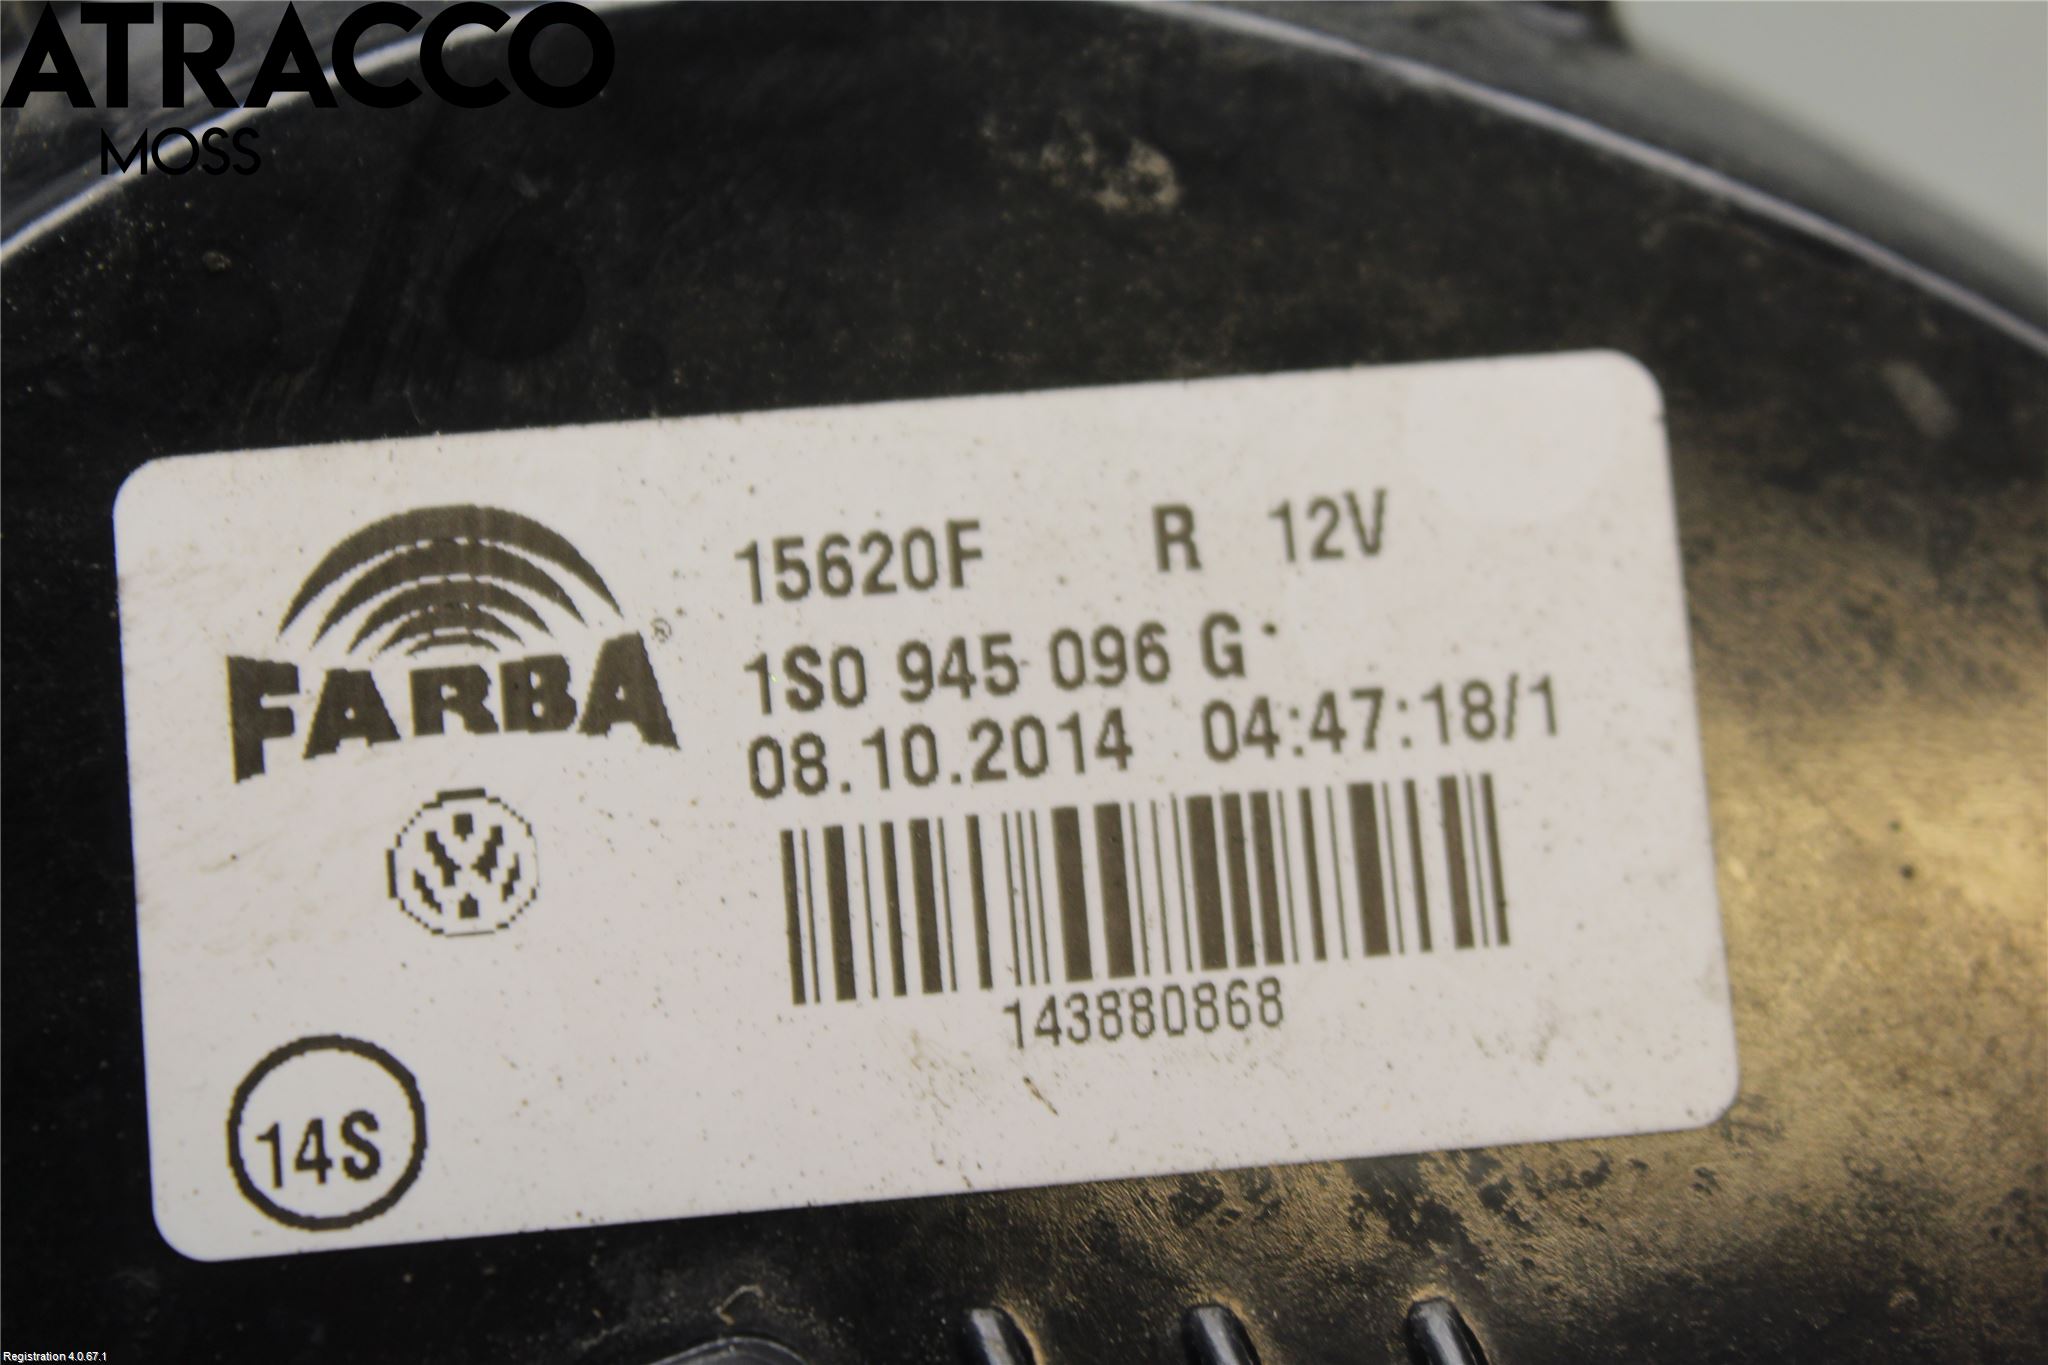 ATRACCO
MOSS
FARBA®
15620F R 12V
1S0 945 096 G
08.10.2014 04:47:18/1
143880868
14S
Registration 4.0.67.1